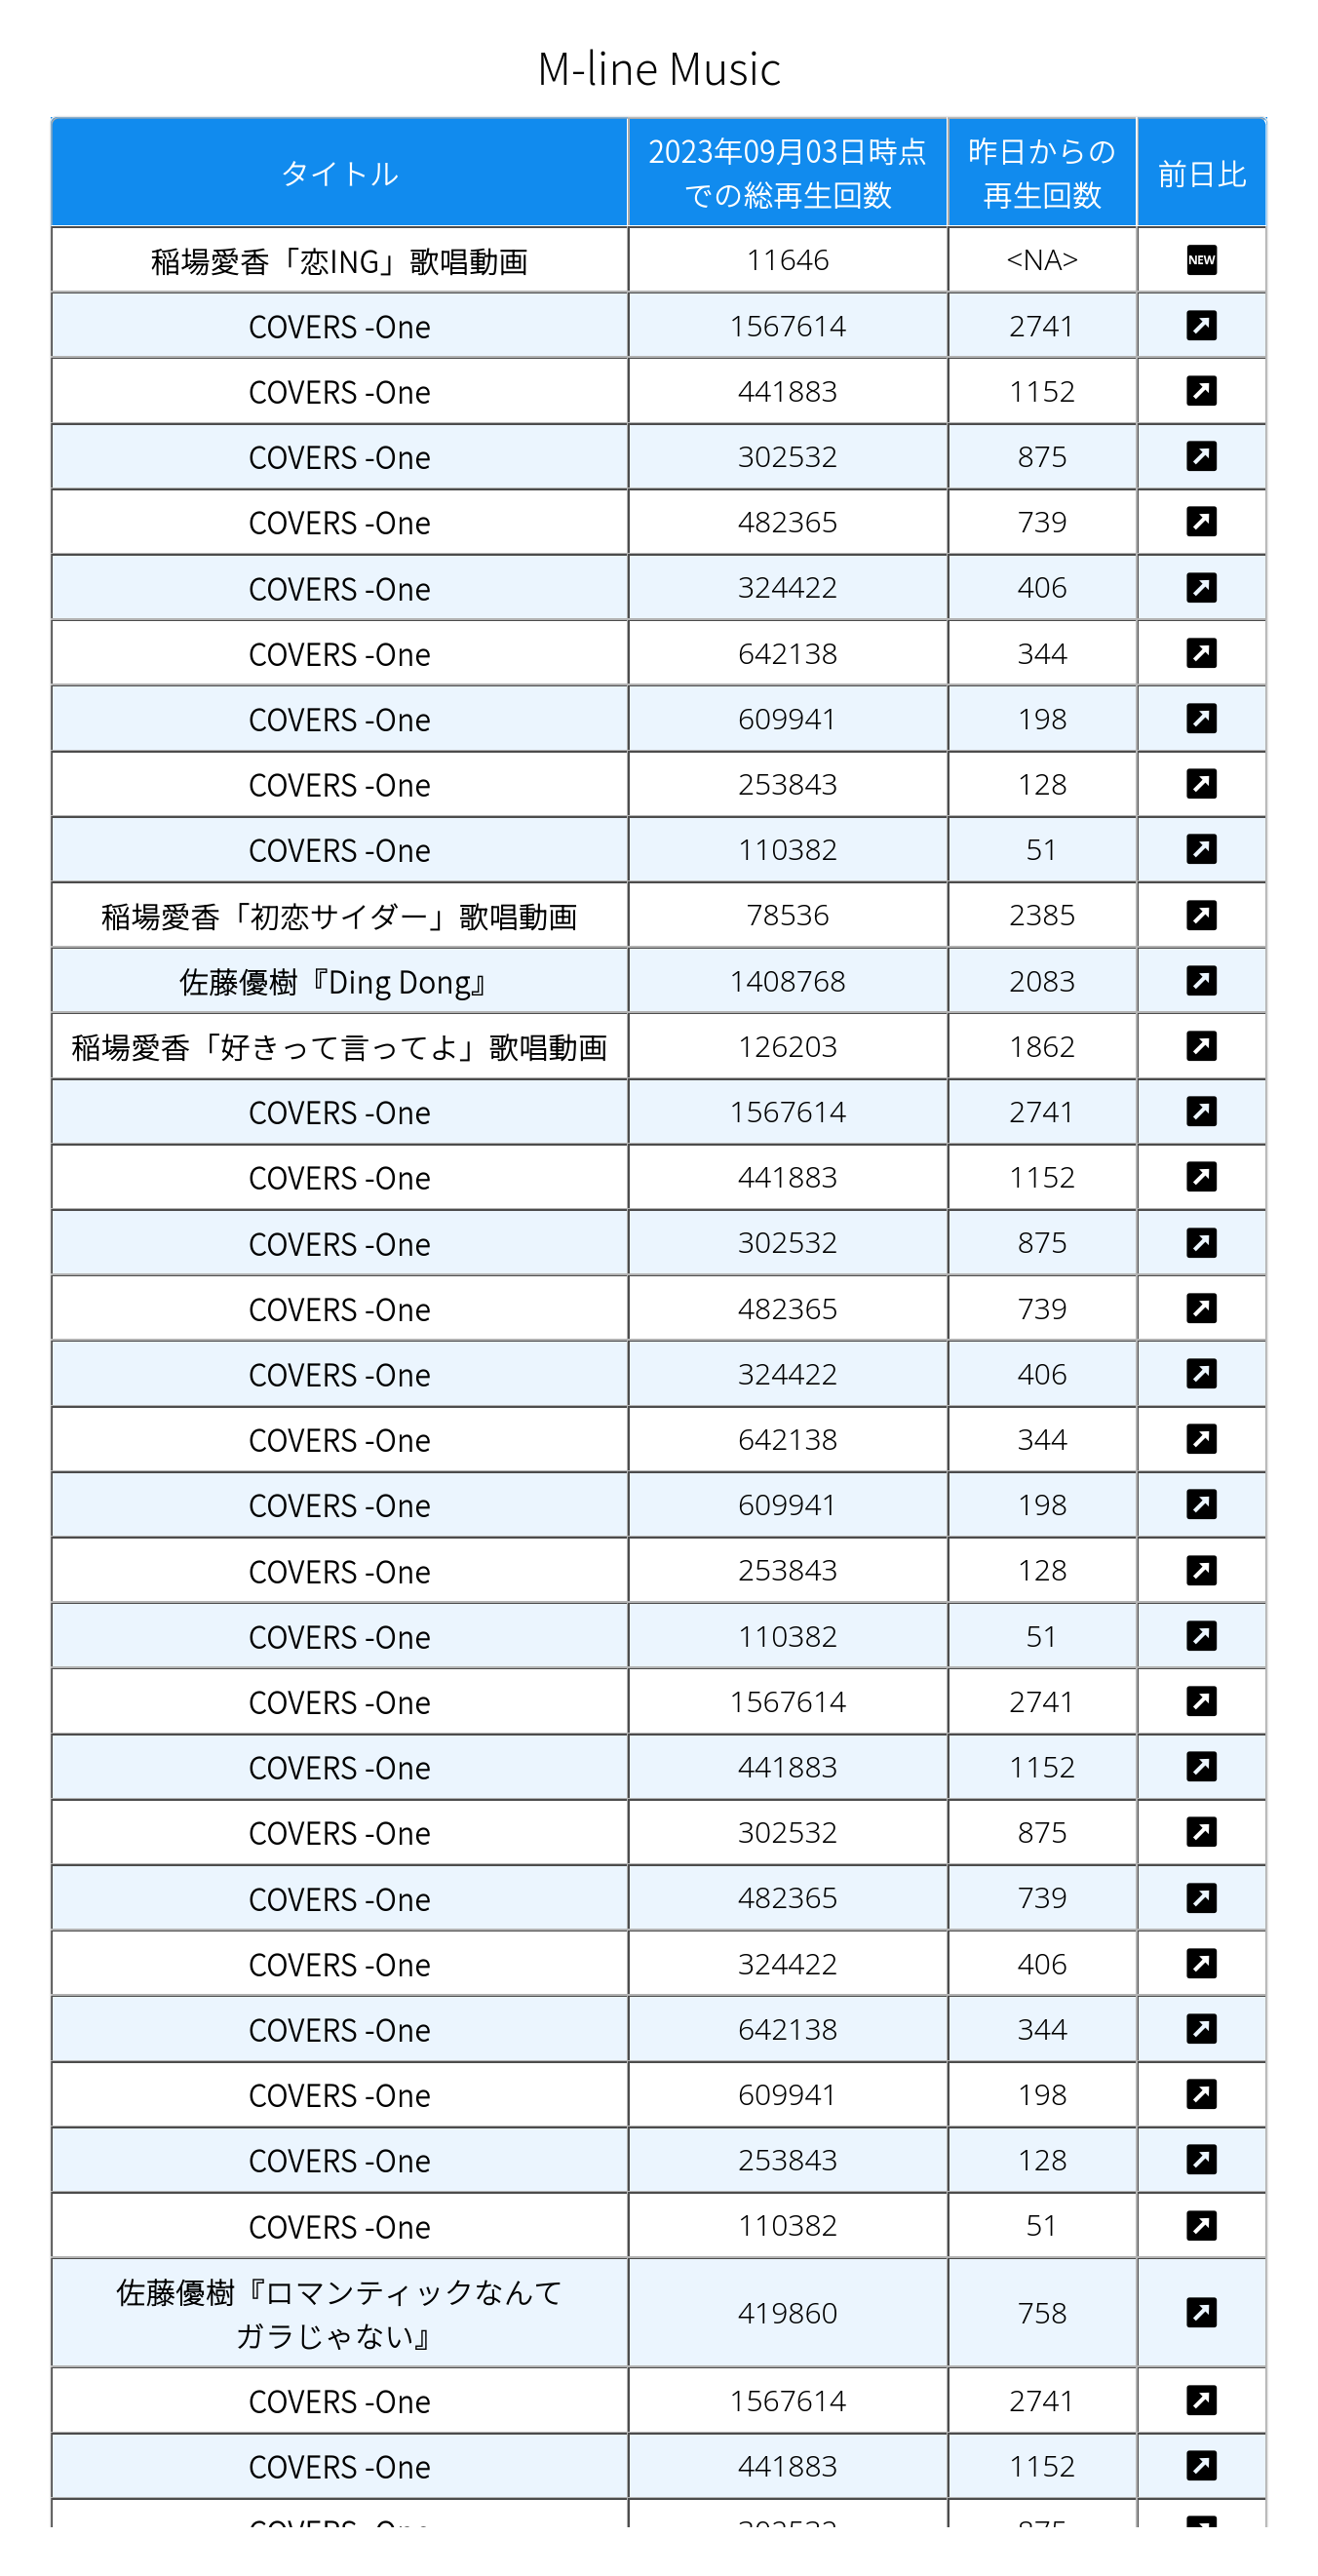 M-line Music
タイトル 2023年09月03日時点 昨日からの 前日比
での総再生回数 再生回数
稲場愛香「恋ING」歌唱動画 11646 <NA> NEW
COVERS -One 1567614 2741
COVERS -One 441883 1152
COVERS -One 302532 875
COVERS -One 482365 739
COVERS -One 324422 406
COVERS -One 642138 344
COVERS -One 609941 198
COVERS -One 253843 128
COVERS -One 110382 51
稲場愛香「初恋サイダー」歌唱動画 78536 2385
佐藤優樹『Ding Dong』 1408768 2083
稲場愛香「好きって言ってよ」歌唱動画 126203 1862
COVERS -One 1567614 2741
COVERS -One 441883 1152
COVERS -One 302532 875
COVERS -One 482365 739
COVERS -One 324422 406
COVERS -One 642138 344
COVERS -One 609941 198
COVERS -One 253843 128
COVERS -One 110382 51
COVERS -One 1567614 2741
COVERS -One 441883 1152
COVERS -One 302532 875
COVERS -One 482365 739
COVERS -One 324422 406
COVERS -One 642138 344
COVERS -One 609941 198
COVERS -One 253843 128
COVERS -One 110382 51
佐藤優樹『ロマンティックなんて
ガラじゃない』 419860 758
COVERS -One 1567614 2741
COVERS -One 441883 1152